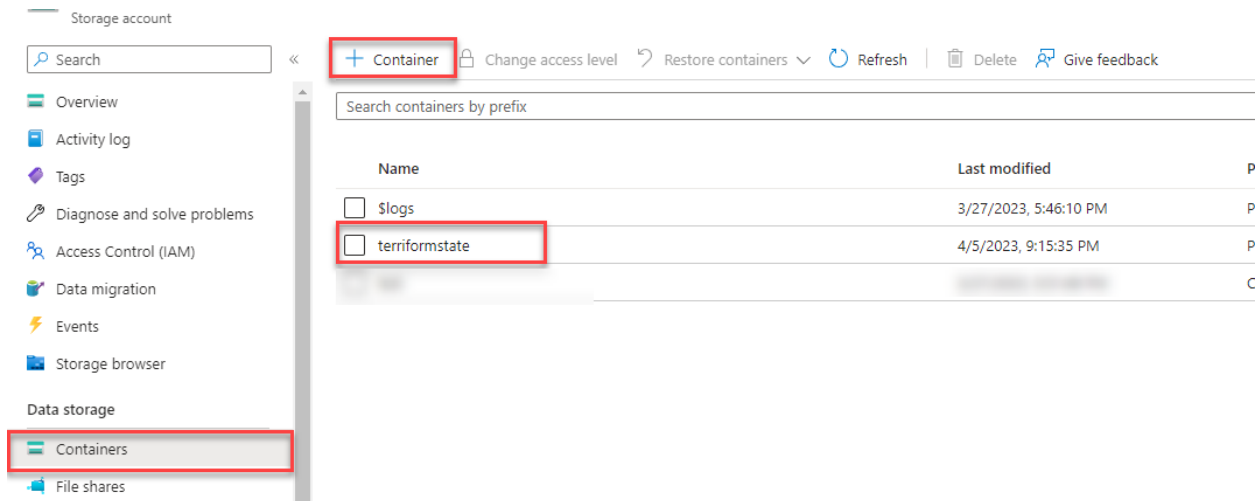 Storage account
Search
«
Overview
Activity log
Tags
Diagnose and solve problems
Access Control (IAM)
Data migration
Events
Storage browser
Data storage
Containers
File shares
+ Container Change access level Restore containers Refresh Delete Give feedback
Search containers by prefix
Name Last modified P
$logs 3/27/2023, 5:46:10 PM P
terriformstate 4/5/2023, 9:15:35 PM P
C